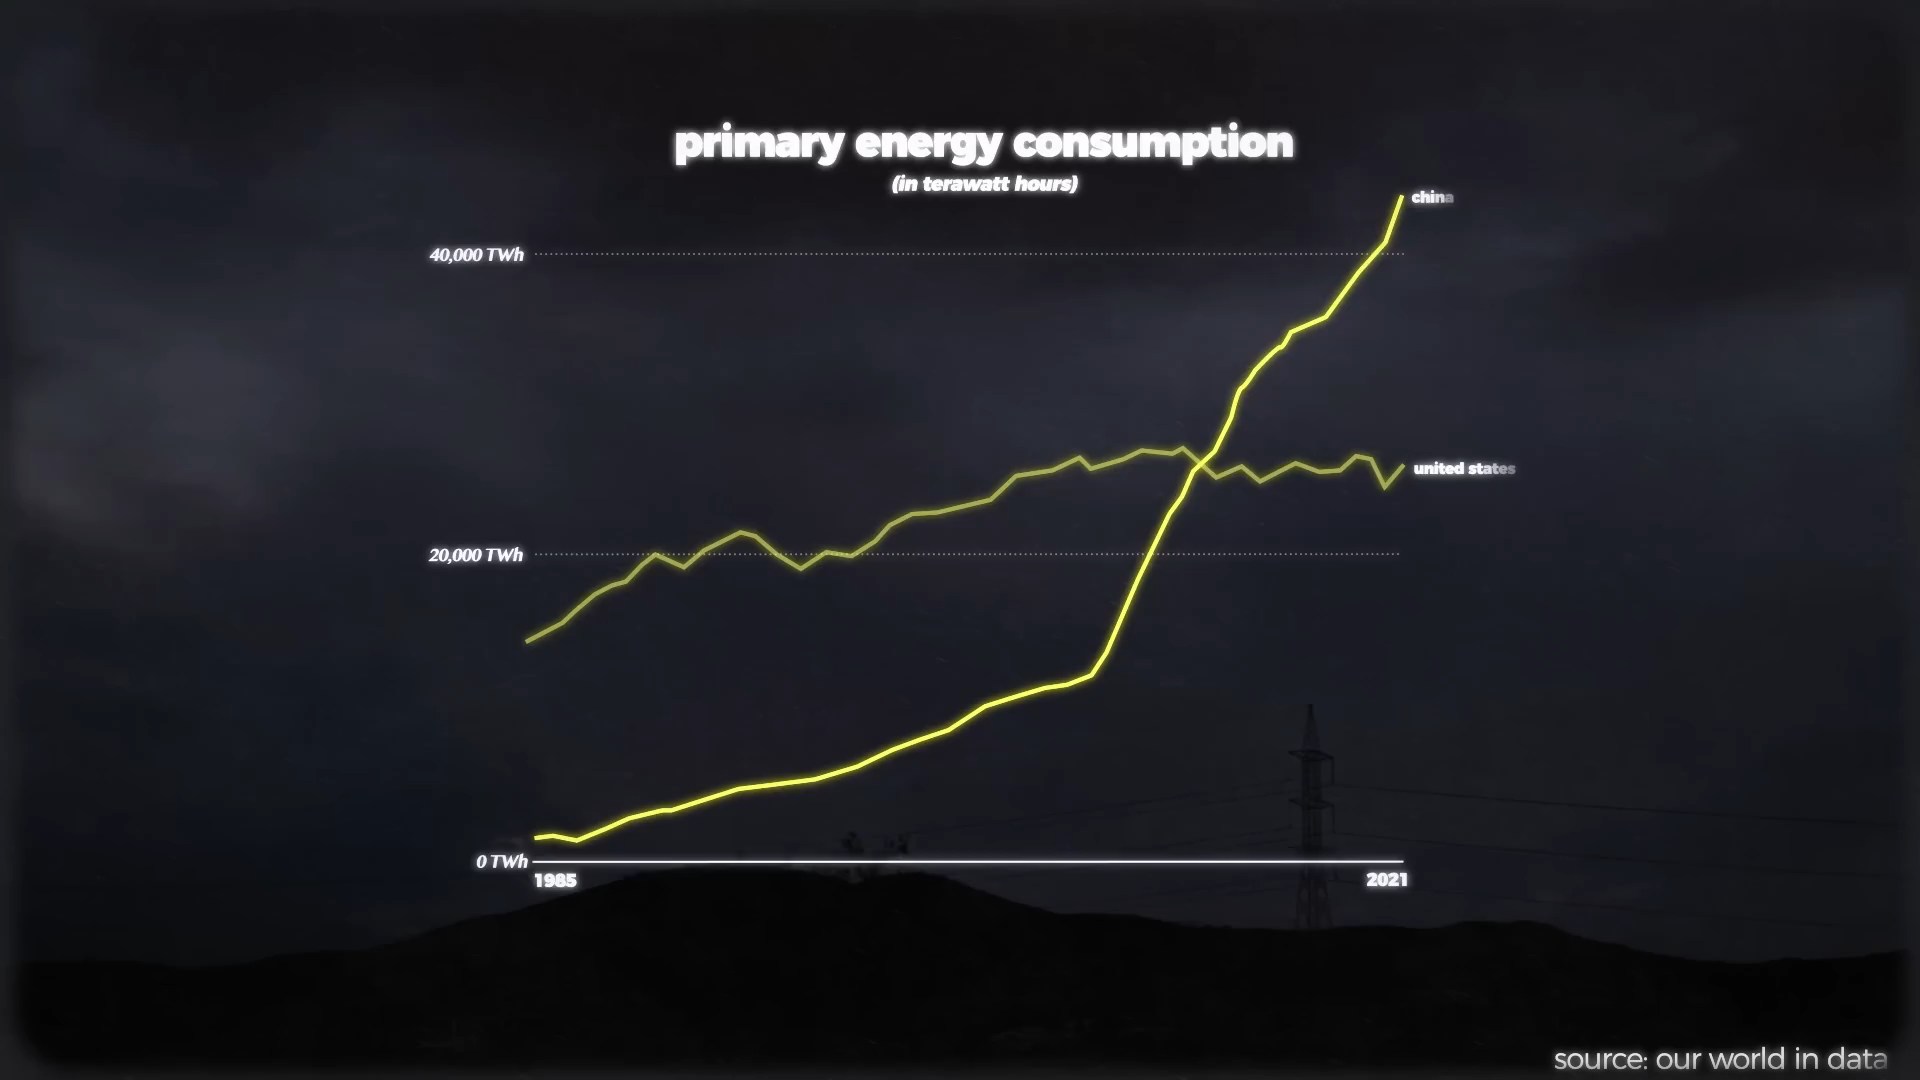 primary energy consumption
(in terawatt hours)
china
40,000 TWh
united states
20,000 TWh
0 TWh
1985
2021
source: our world in data